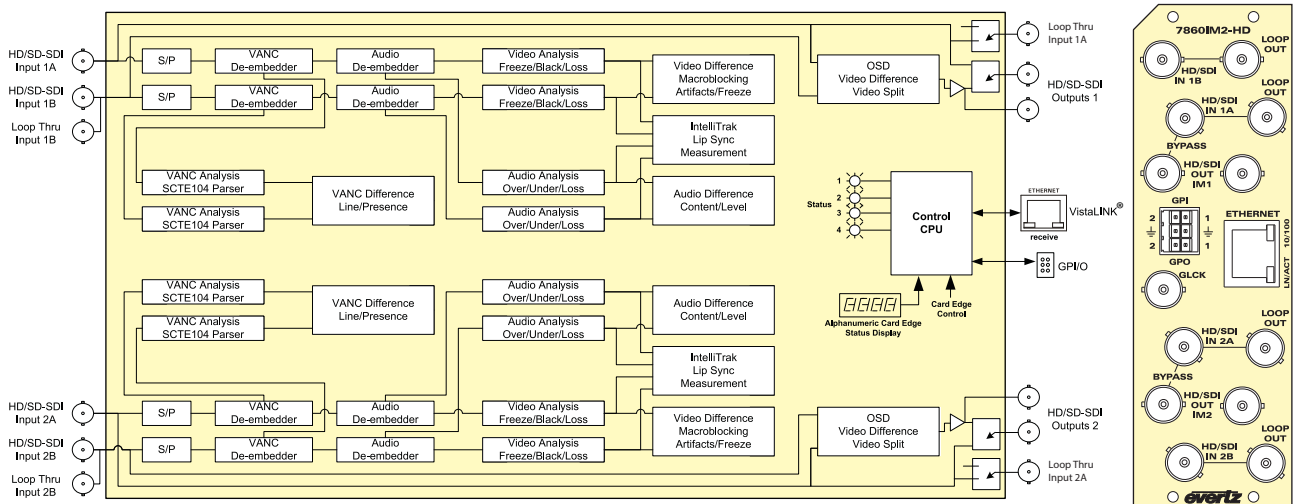 HD/SD-SDI
Input 1A
HD/SD-SDI
Input 1B
Loop Thru
Input 1B
S/P
VANC
De-embedder
Audio
De-embedder
Video Analysis
Freeze/Black/Loss
S/P
VANC
De-embedder
Audio
De-embedder
Video Analysis
Freeze/Black/Loss
Video Difference
Macroblocking
Artifacts/Freeze
IntelliTrak
Lip Sync
Measurement
VANC Analysis
SCTE104 Parser
VANC Analysis
SCTE104 Parser
VANC Difference
Line/Presence
Audio Analysis
Over/Under/Loss
Audio Analysis
Over/Under/Loss
Audio Difference
Content/Level
OSD
Video Difference
Video Split
Loop Thru
Input 1A
HD/SD-SDI
Outputs 1
1
2
Status
3
4
Control
CPU
ETHERNET
VistaLINK®
receive
GPI/O
Alphanumeric Card Edge
Status Display
Card Edge
Control
VANC Analysis
SCTE104 Parser
VANC Analysis
SCTE104 Parser
VANC Difference
Line/Presence
Audio Analysis
Over/Under/Loss
Audio Analysis
Over/Under/Loss
Audio Difference
Content/Level
IntelliTrak
Lip Sync
Measurement
HD/SD-SDI
Input 2A
HD/SD-SDI
Input 2B
Loop Thru
Input 2B
S/P
VANC
De-embedder
Audio
De-embedder
Video Analysis
Freeze/Black/Loss
S/P
VANC
De-embedder
Audio
De-embedder
Video Analysis
Freeze/Black/Loss
Video Difference
Macroblocking
Artifacts/Freeze
OSD
Video Difference
Video Split
HD/SD-SDI
Outputs 2
Loop Thru
Input 2A
7860IM2-HD
LOOP
OUT
HD/SDI
IN 1B
LOOP
OUT
HD/SDI
IN 1A
BYPASS
HD/SDI
OUT
IM1
GPI
2 1
2 1
GPO
ETHERNET
10/100
LN/ACT
GLCK
LOOP
OUT
HD/SDI
IN 2A
BYPASS
HD/SDI
OUT
IM2
LOOP
OUT
HD/SDI
IN 2B
evertz